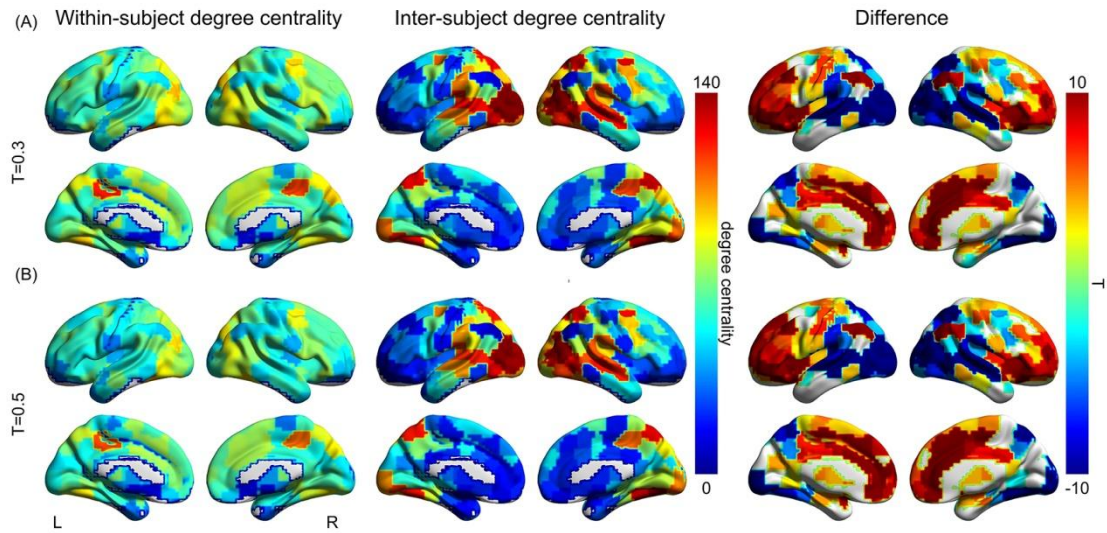 (A)
Within-subject degree centrality
Inter-subject degree centrality
Difference
T=0.3
140
degree centrality
0
10
T
-10
(B)
T=0.5
L
R